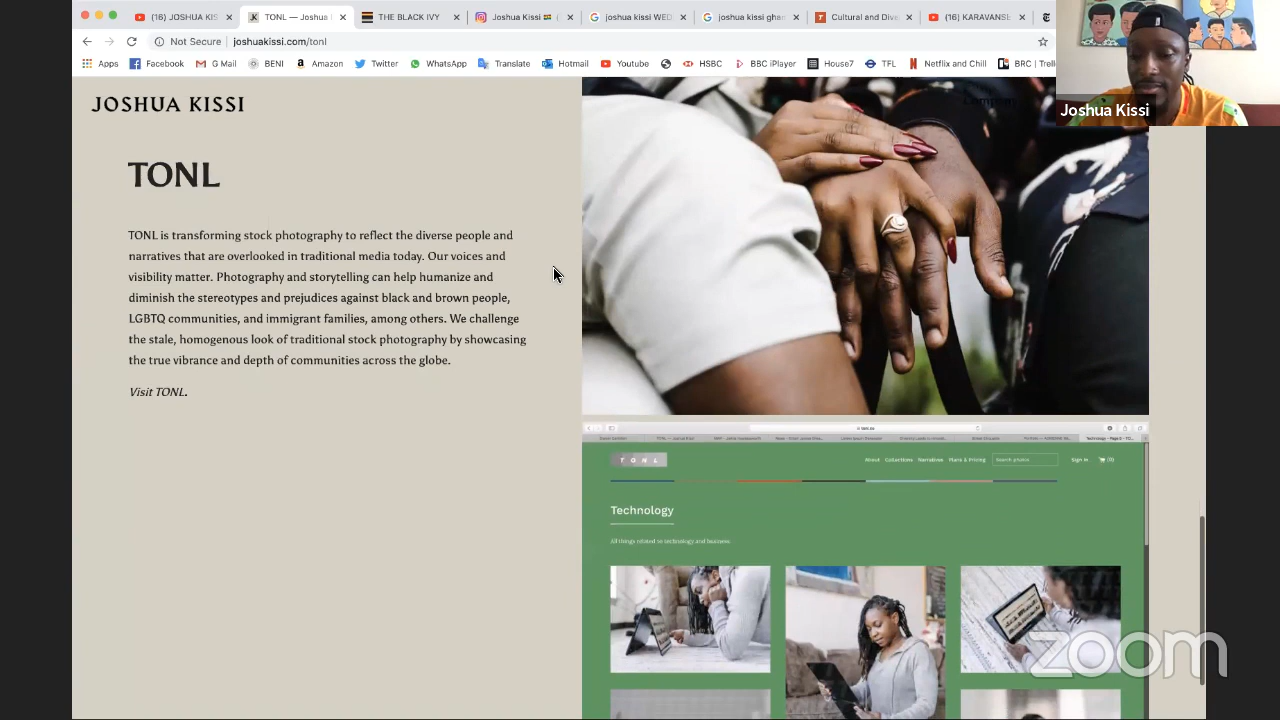 (16) JOSHUA KIS
TONL — Joshua
THE BLACK IVY
Joshua Kissi
joshua kissi WED
joshua kissi ghan
Cultural and Dive
(16) KARAVANSE
Not Secure | joshuakissi.com/tonl
Apps
Facebook
G Mail
BENI
Amazon
Twitter
WhatsApp
Translate
Hotmail
Youtube
HSBC
BBC iPlayer
House7
TFL
Netflix and Chill
BRC | Trell
Joshua Kissi
JOSHUA KISSI
TONL
TONL is transforming stock photography to reflect the diverse people and
narratives that are overlooked in traditional media today. Our voices and
visibility matter. Photography and storytelling can help humanize and
diminish the stereotypes and prejudices against black and brown people,
LGBTQ communities, and immigrant families, among others. We challenge
the stale, homogenous look of traditional stock photography by showcasing
the true vibrance and depth of communities across the globe.
Visit TONL.
TONL
About
Collections
Narratives
Plans & Pricing
Search photos
Sign in
(0)
Technology
All things related to technology and business
zoom